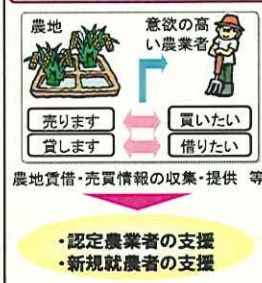 農地
意欲の高
い農業者
売ります
買いたい
貸します
借りたい
農地賃借・売買情報の収集・提供 等
・認定農業者の支援
・新規就農者の支援